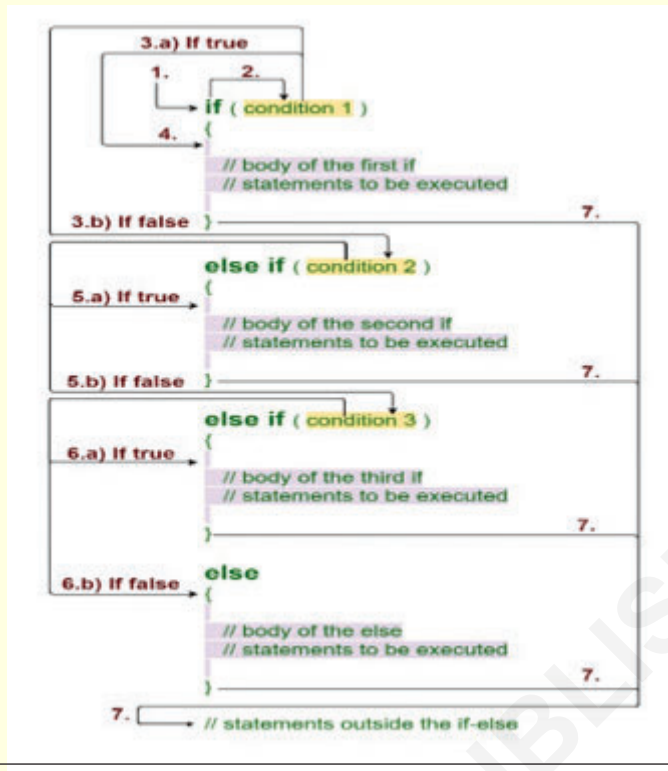 3.a) If true
1. 2.
if ( condition 1 )
4. {
// body of the first if
// statements to be executed
3.b) If false } 7.
else if ( condition 2 )
{
5.a) If true
// body of the second if
// statements to be executed
5.b) If false } 7.
else if ( condition 3 )
{
6.a) If true
// body of the third if
// statements to be executed
} 7.
else
6.b) If false {
// body of the else
// statements to be executed
} 7.
7. // statements outside the if-else